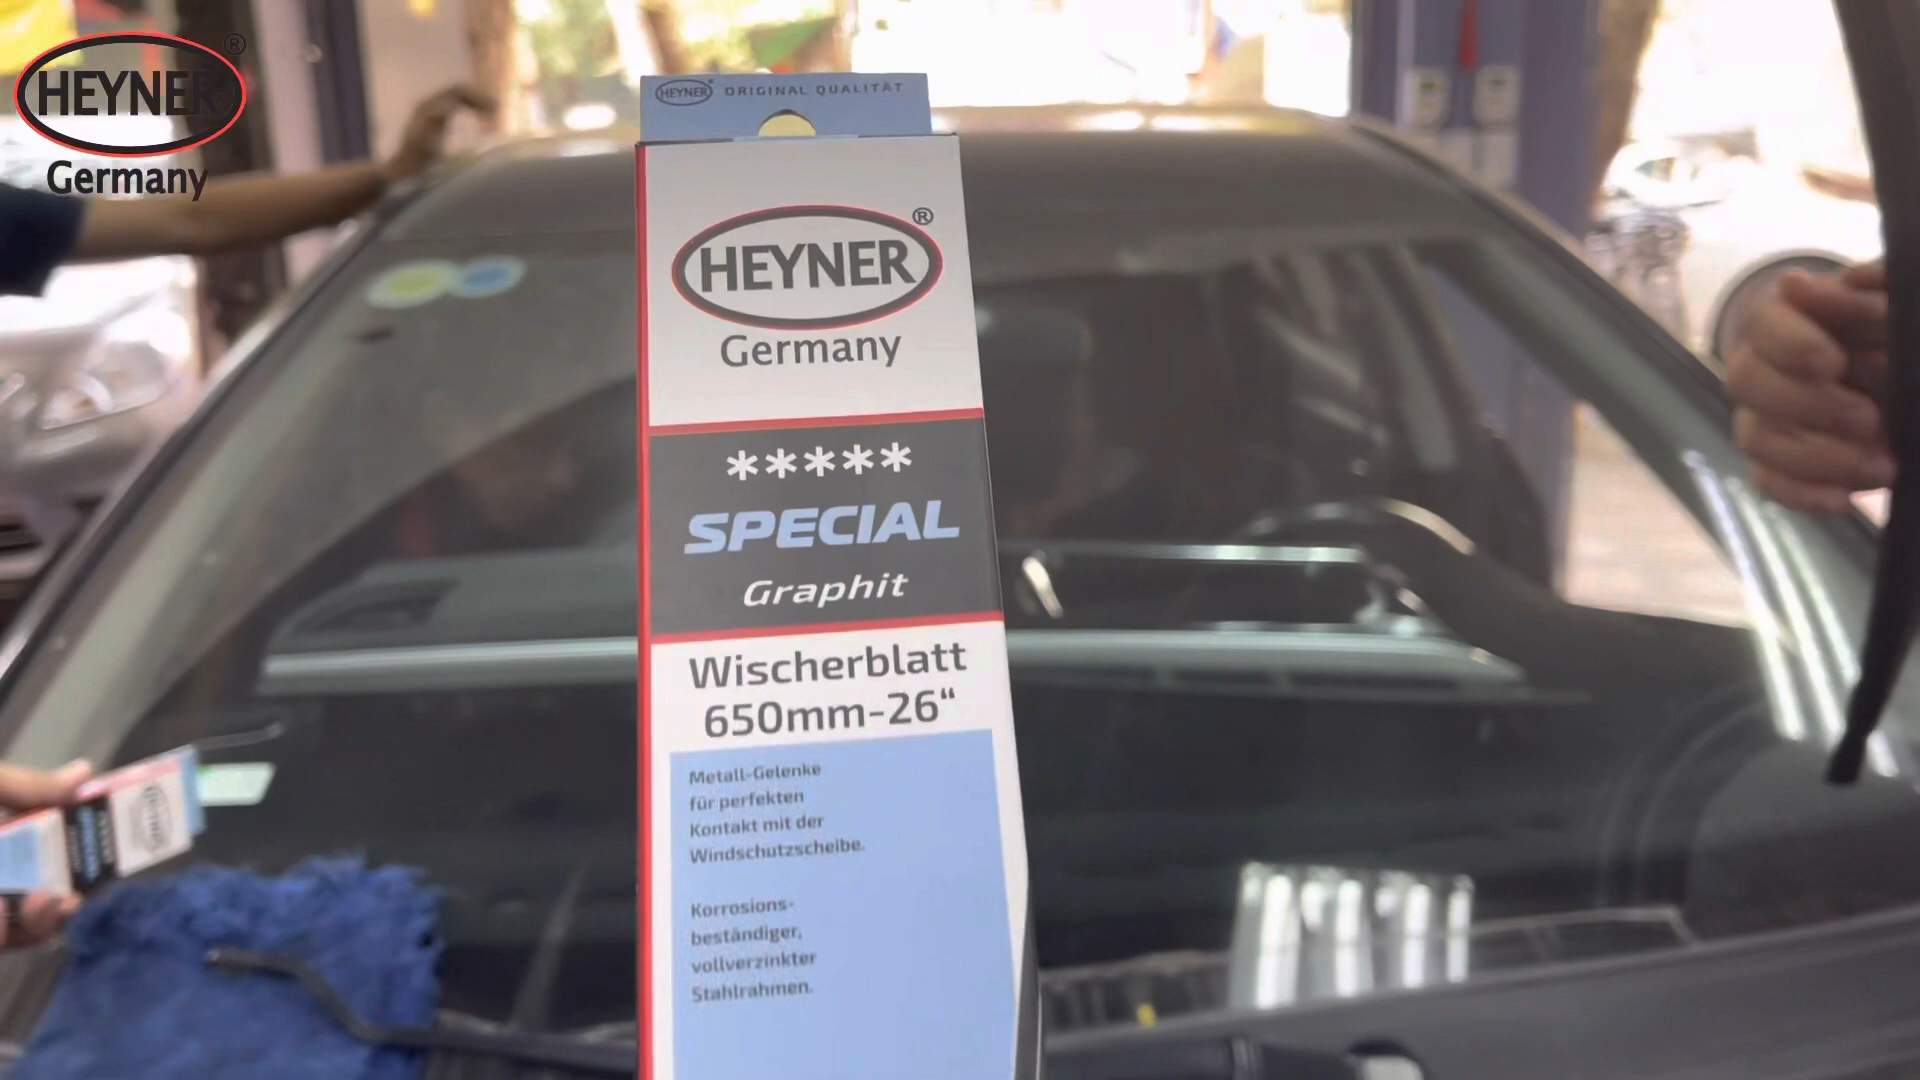 HEYNER®
Germany
HEYNER® ORIGINAL QUALITÄT
HEYNER®
Germany
*****
SPECIAL
Graphit
Wischerblatt
650mm-26“
Metall-Gelenke
für perfekten
Kontakt mit der
Windschutzscheibe.
Korrosions-
beständiger,
vollverzinkter
Stahlrahmen.